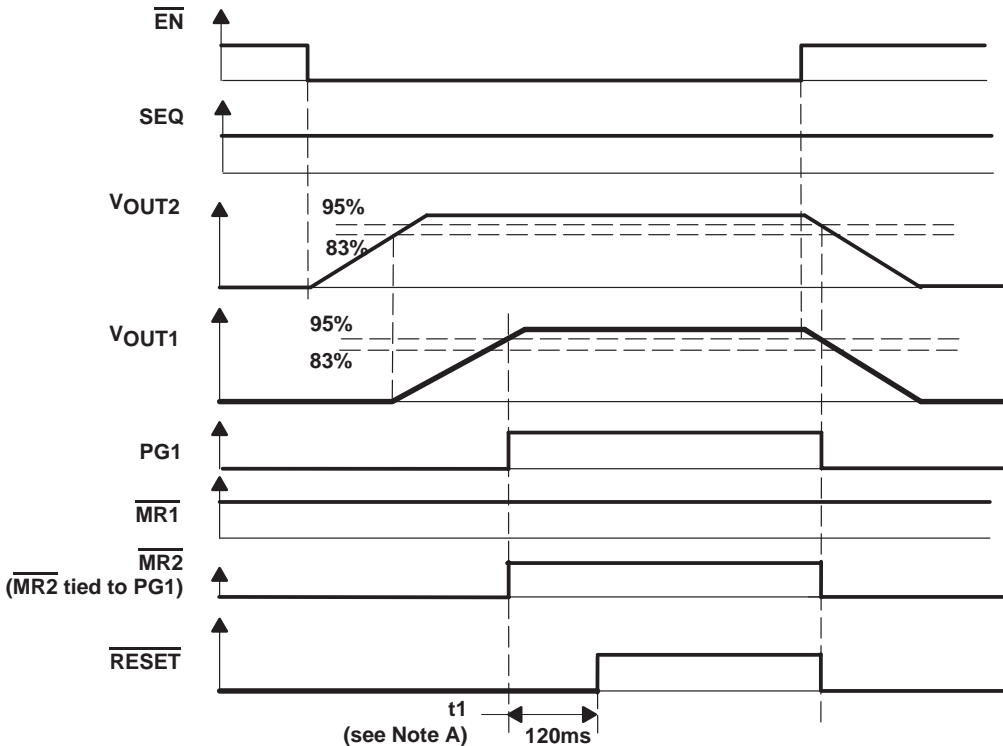 EN
SEQ
VOUT2
95%
83%
VOUT1
95%
83%
PG1
MR1
MR2
(MR2 tied to PG1)
RESET
t1
(see Note A)
120ms